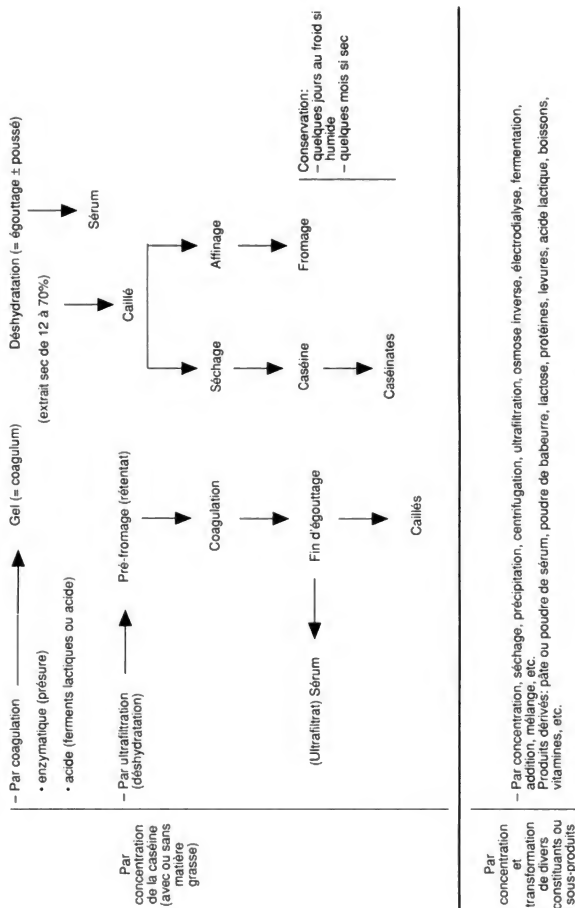 Par
concentration
de la caséine
(avec ou sans
matière
grasse)
– Par coagulation
Gel (= coagulum)
Déshydratation (= égouttage ± poussé)
• enzymatique (présure)
(extrait sec de 12 à 70%)
Sérum
• acide (ferments lactiques ou acide)
Caillé
– Par ultrafiltration
(déshydratation)
Pré-fromage (rétentat)
Séchage
Affinage
Coagulation
Caséine
Fromage
Conservation:
– quelques jours au froid si
humide
– quelques mois si sec
(Ultrafiltrat) Sérum
Fin d'égouttage
Caséinates
Caillés
Par
concentration
et
transformation
de divers
constituants ou
sous-produits
– Par concentration, séchage, précipitation, centrifugation, ultrafiltration, osmose inverse, électrodialyse, fermentation,
addition, mélange, etc.
Produits dérivés: pâte ou poudre de sérum, poudre de babeurre, lactose, protéines, levures, acide lactique, boissons,
vitamines, etc.